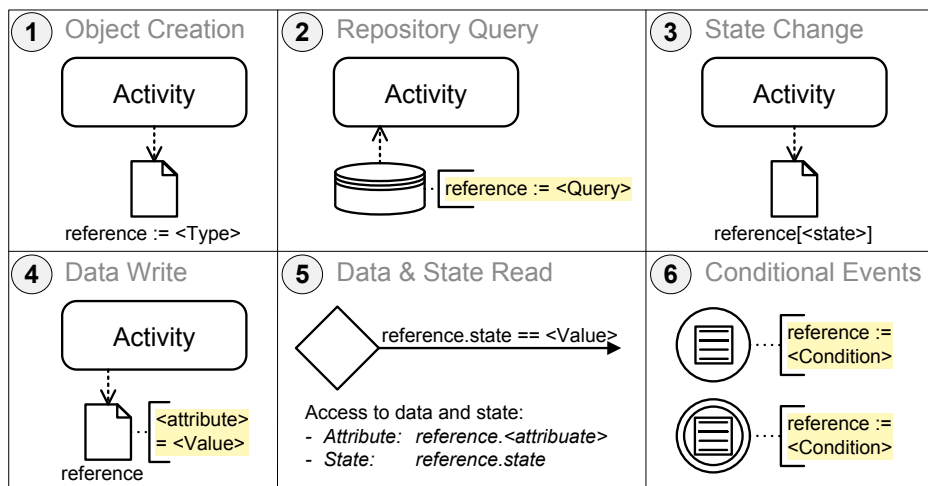 1 Object Creation
Activity
reference := <Type>
2 Repository Query
Activity
reference := <Query>
3 State Change
Activity
reference[<state>]
4 Data Write
Activity
<attribute>
= <Value>
reference
5 Data & State Read
reference.state == <Value>
Access to data and state:
- Attribute: reference.<attribuate>
- State: reference.state
6 Conditional Events
reference :=
<Condition>
reference :=
<Condition>